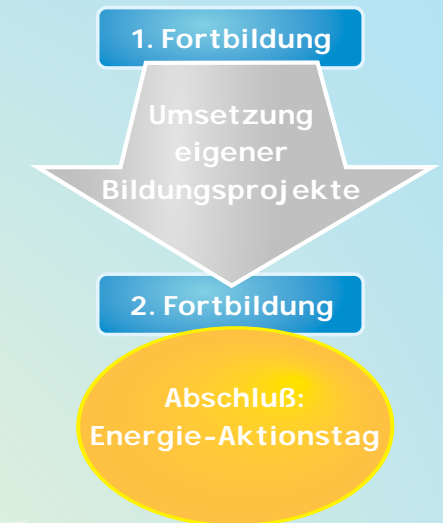 1. Fortbildung
Umsetzung
eigener
Bildungsprojekte
2. Fortbildung
Abschluß:
Energie-Aktionstag